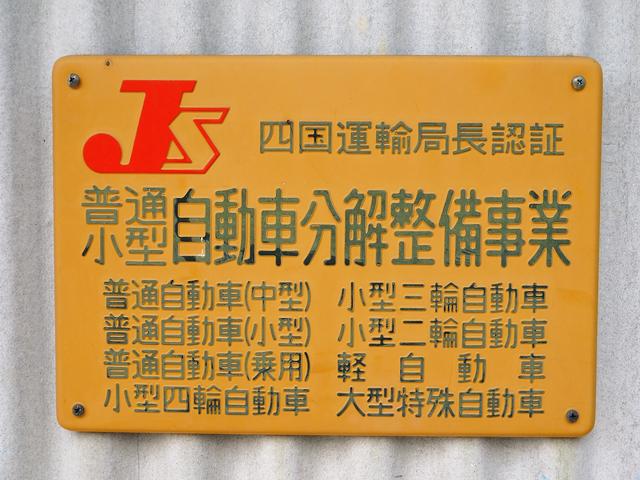 JS
四国運輸局長認証
普通
小型
自動車分解整備事業
普通自動車(中型) 小型三輪自動車
普通自動車(小型) 小型二輪自動車
普通自動車(乗用) 軽自動車
小型四輪自動車 大型特殊自動車